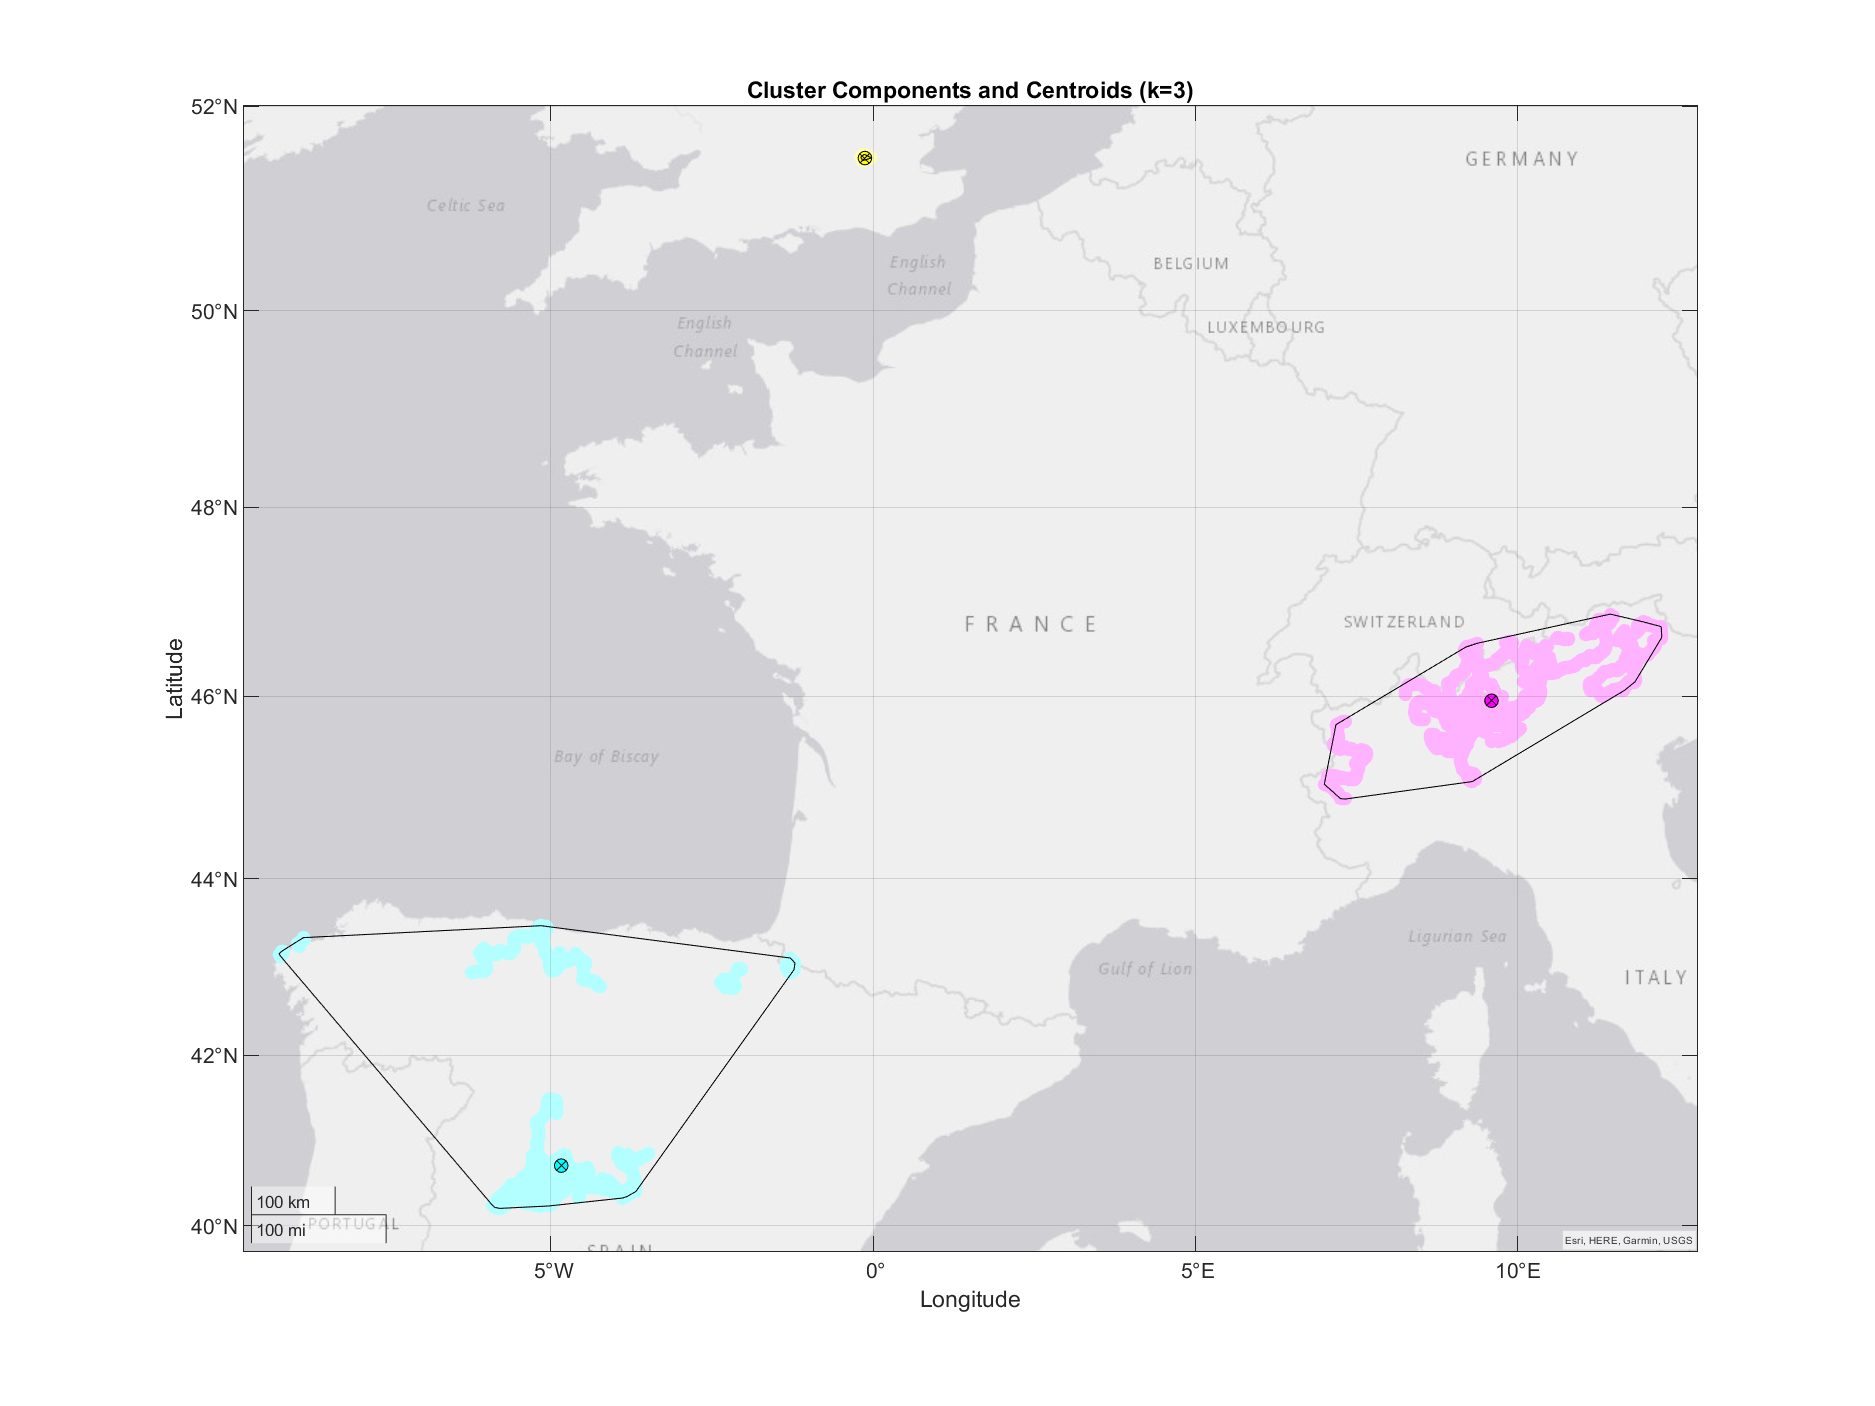 Cluster Components and Centroids (k=3)
52°N
GERMANY
Celtic Sea
English
Channel
BELGIUM
50°N
English
Channel
LUXEMBOURG
48°N
FRANCE
SWITZERLAND
Latitude
46°N
Bay of Biscay
44°N
Ligurian Sea
Gulf of Lion
ITALY
42°N
100 km
100 mi
PORTUGAL
40°N
SPAIN
Esri, HERE, Garmin, USGS
5°W
0°
5°E
10°E
Longitude